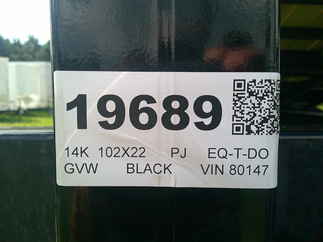 19689
14K 102X22 PJ EQ-T-DO
GVW BLACK VIN 80147